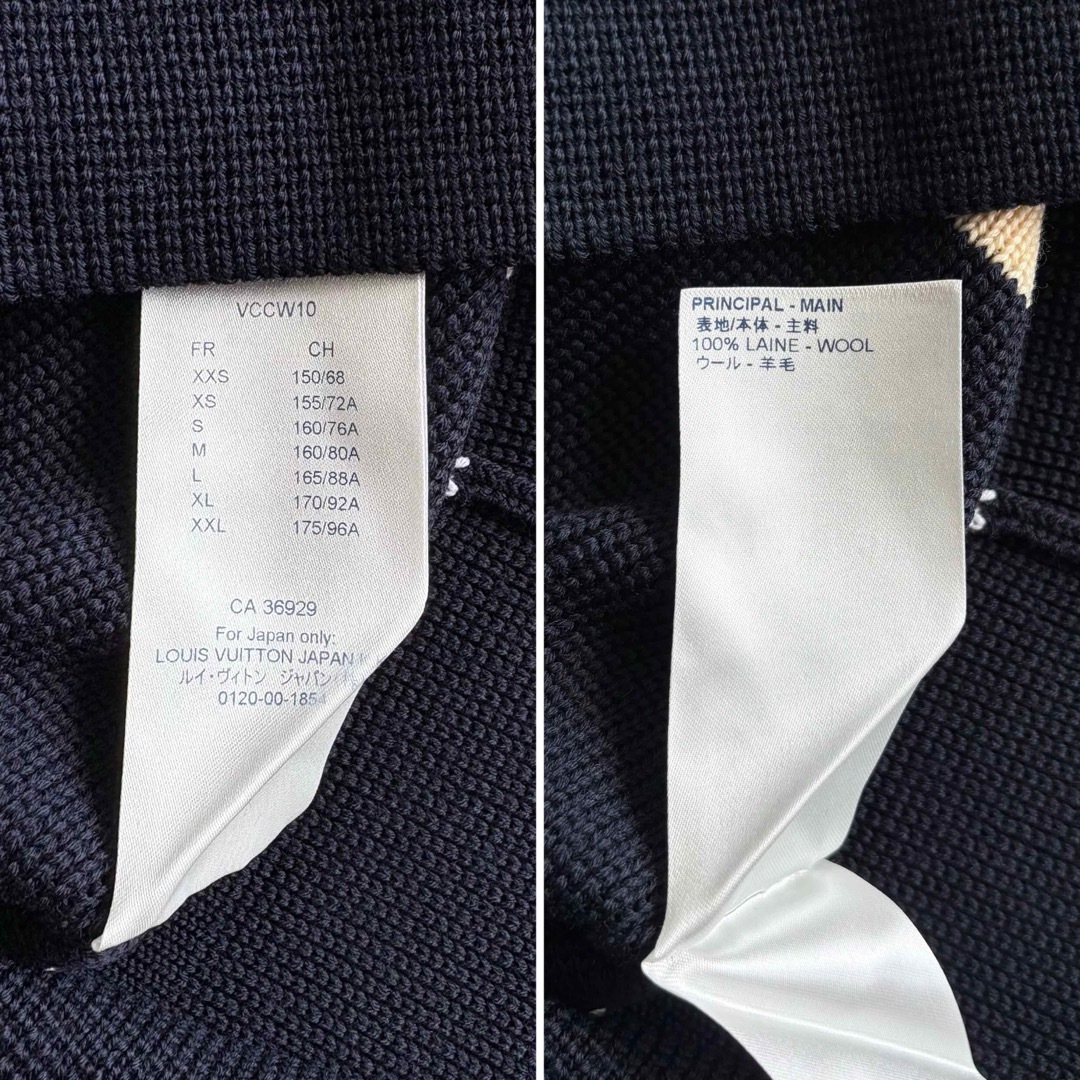 VCCW10
FR CH
XXS 150/68
XS 155/72A
S 160/76A
M 160/80A
L 165/88A
XL 170/92A
XXL 175/96A
CA 36929
For Japan only:
LOUIS VUITTON JAPAN
ルイ・ヴィトン ジャパン
0120-00-1854
PRINCIPAL - MAIN
表地/本体 - 主料
100% LAINE - WOOL
ウール - 羊毛